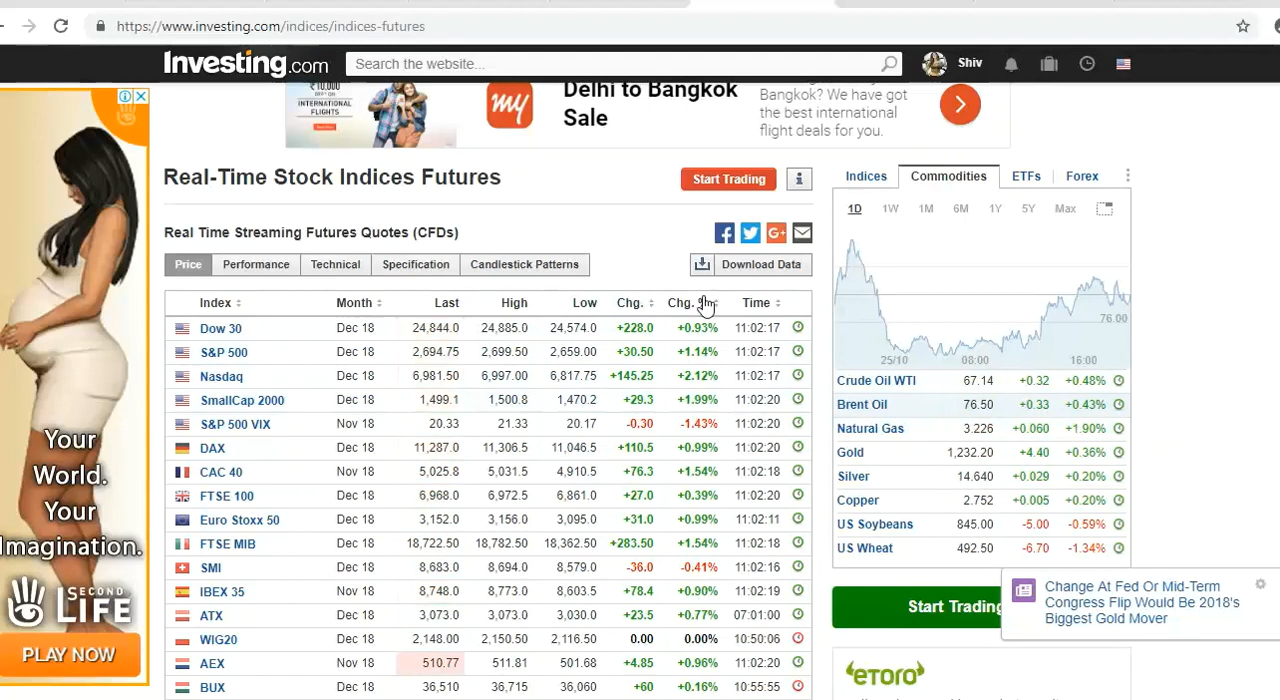 https://www.investing.com/indices/indices-futures
Investing.com
Search the website...
Shiv
₹10,000
INTERNATIONAL
FLIGHTS
my
Delhi to Bangkok
Sale
Bangkok? We have got
the best international
flight deals for you.
Your
World.
Your
Imagination.
SECOND
LIFE
PLAY NOW
Real-Time Stock Indices Futures
Start Trading
i
Real Time Streaming Futures Quotes (CFDs)
G+
Price Performance Technical Specification Candlestick Patterns
Download Data
Index Month Last High Low Chg. Chg. Time
Dow 30 Dec 18 24,844.0 24,885.0 24,574.0 +228.0 +0.93% 11:02:17
S&P 500 Dec 18 2,694.75 2,699.50 2,659.00 +30.50 +1.14% 11:02:17
Nasdaq Dec 18 6,981.50 6,997.00 6,817.75 +145.25 +2.12% 11:02:17
SmallCap 2000 Dec 18 1,499.1 1,500.8 1,470.2 +29.3 +1.99% 11:02:20
S&P 500 VIX Nov 18 20.33 21.33 20.17 -0.30 -1.43% 11:02:20
DAX Dec 18 11,287.0 11,306.5 11,046.5 +110.5 +0.99% 11:02:20
CAC 40 Nov 18 5,025.8 5,031.5 4,910.5 +76.3 +1.54% 11:02:18
FTSE 100 Dec 18 6,968.0 6,972.5 6,861.0 +27.0 +0.39% 11:02:20
Euro Stoxx 50 Dec 18 3,152.0 3,156.0 3,095.0 +31.0 +0.99% 11:02:11
FTSE MIB Dec 18 18,722.50 18,782.50 18,362.50 +283.50 +1.54% 11:02:18
SMI Dec 18 8,683.0 8,694.0 8,579.0 -36.0 -0.41% 11:02:16
IBEX 35 Nov 18 8,748.0 8,773.0 8,603.5 +78.4 +0.90% 11:02:19
ATX Dec 18 3,073.0 3,073.0 3,030.0 +23.5 +0.77% 07:01:00
WIG20 Dec 18 2,148.00 2,150.50 2,116.50 0.00 0.00% 10:50:06
AEX Nov 18 510.77 511.81 501.68 +4.85 +0.96% 11:02:20
BUX Dec 18 36,510 36,715 36,060 +60 +0.16% 10:55:55
Indices Commodities ETFs Forex
1D 1W 1M 6M 1Y 5Y Max
76.00
25/10 08:00 16:00
Crude Oil WTI 67.14 +0.32 +0.48%
Brent Oil 76.50 +0.33 +0.43%
Natural Gas 3.226 +0.060 +1.90%
Gold 1,232.20 +4.40 +0.36%
Silver 14.640 +0.029 +0.20%
Copper 2.752 +0.005 +0.20%
US Soybeans 845.00 -5.00 -0.59%
US Wheat 492.50 -6.70 -1.34%
Start Trading
Change At Fed Or Mid-Term
Congress Flip Would Be 2018's
Biggest Gold Mover
etoro